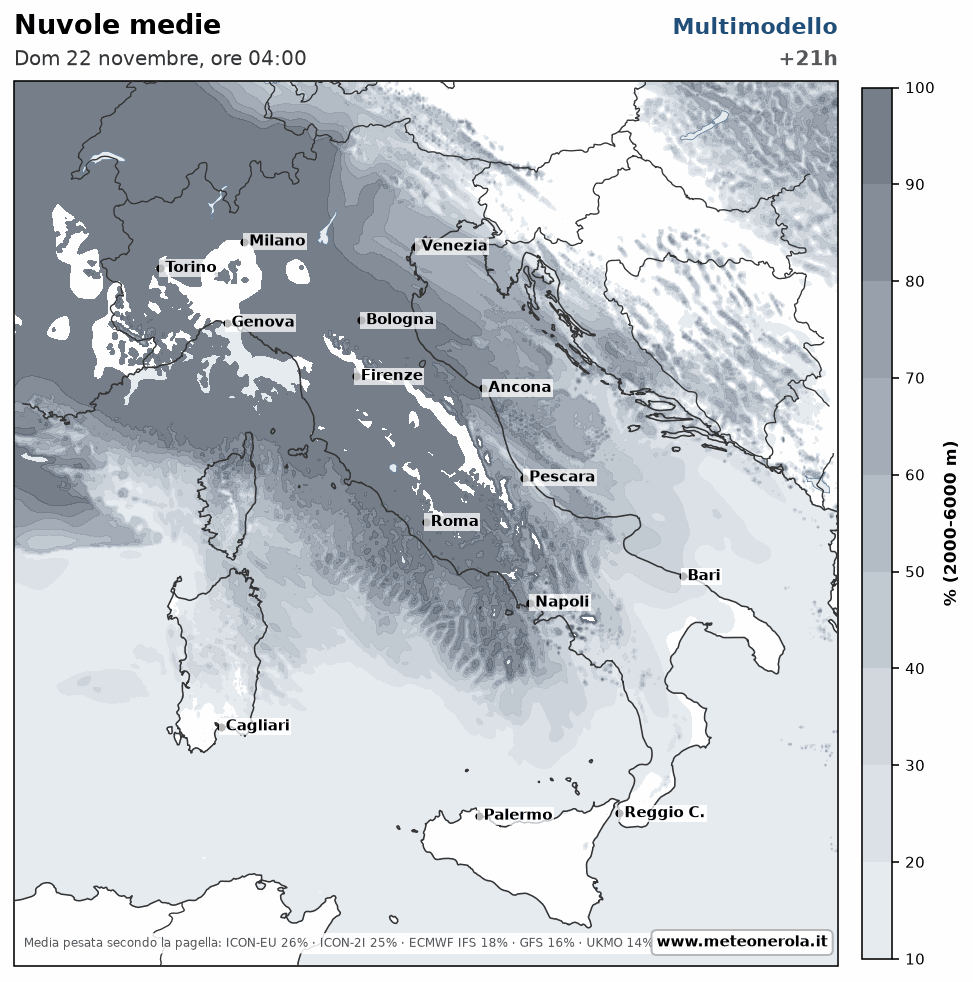 Nuvole medie
Multimodello
Dom 22 novembre, ore 04:00
+21h
100
90
80
70
60
50
40
30
20
10
% (2000-6000 m)
Milano
Venezia
Torino
Genova
Bologna
Firenze
Ancona
Pescara
Roma
Bari
Napoli
Cagliari
Palermo
Reggio C.
Media pesata secondo la pagella: ICON-EU 26% · ICON-2I 25% · ECMWF IFS 18% · GFS 16% · UKMO 14%
www.meteonerola.it